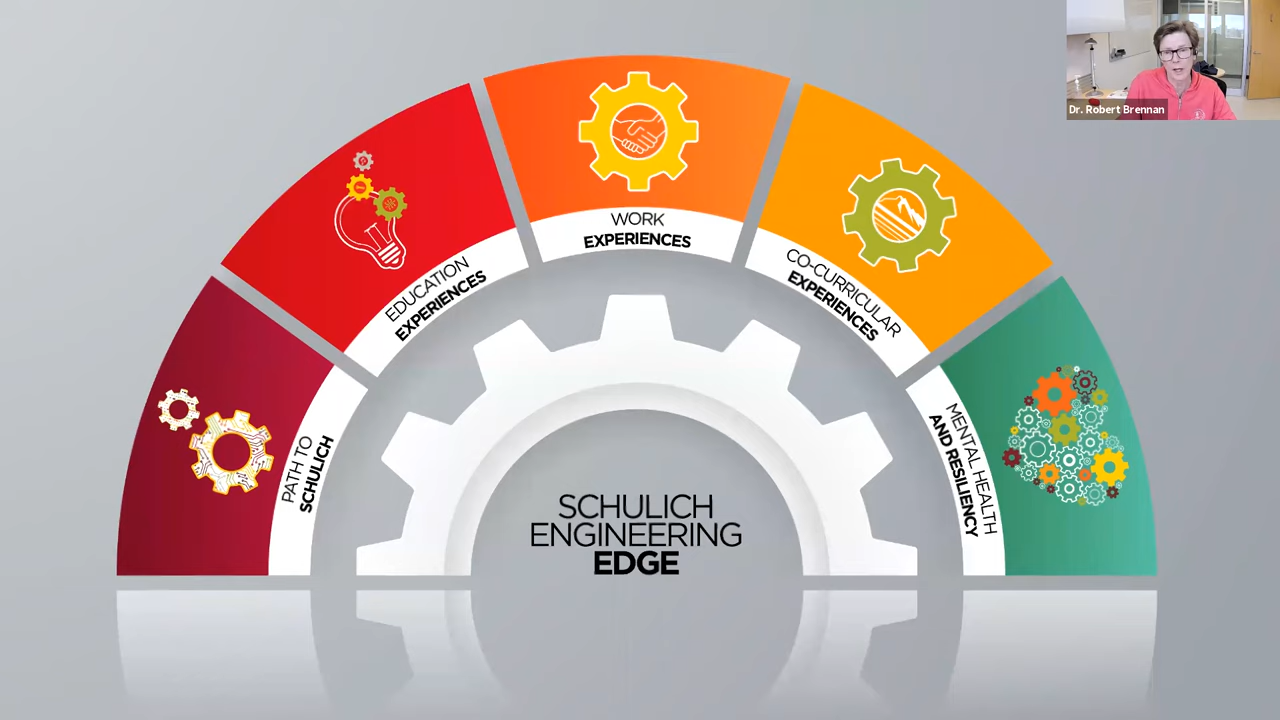 Dr. Robert Brennan
WORK
EXPERIENCES
EDUCATION
EXPERIENCES
CO-CURRICULAR
EXPERIENCES
PATH TO
SCHULICH
MENTAL HEALTH
AND RESILIENCY
SCHULICH
ENGINEERING
EDGE